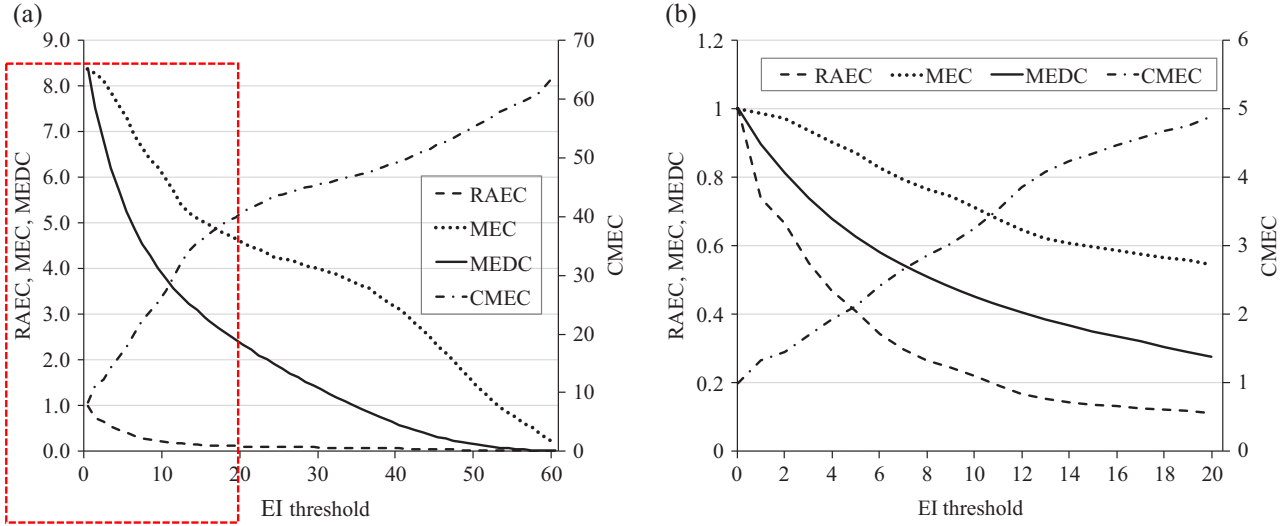 (a)
9.0
8.0
7.0
6.0
5.0
4.0
3.0
2.0
1.0
0.0
RAEC, MEC, MEDC
70
60
50
40
30
20
10
0
CMEC
RAEC
MEC
MEDC
CMEC
0 10 20 30 40 50 60
EI threshold
(b)
1.2
1
0.8
0.6
0.4
0.2
0
RAEC, MEC, MEDC
RAEC MEC MEDC CMEC
6
5
4
3
2
1
0
CMEC
0 2 4 6 8 10 12 14 16 18 20
EI threshold